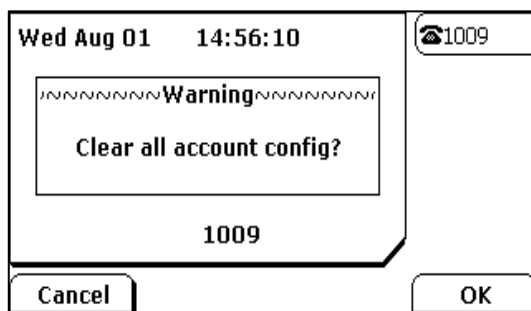 Wed Aug 01 14:56:10
☎1009
Warning
Clear all account config?
1009
Cancel
OK